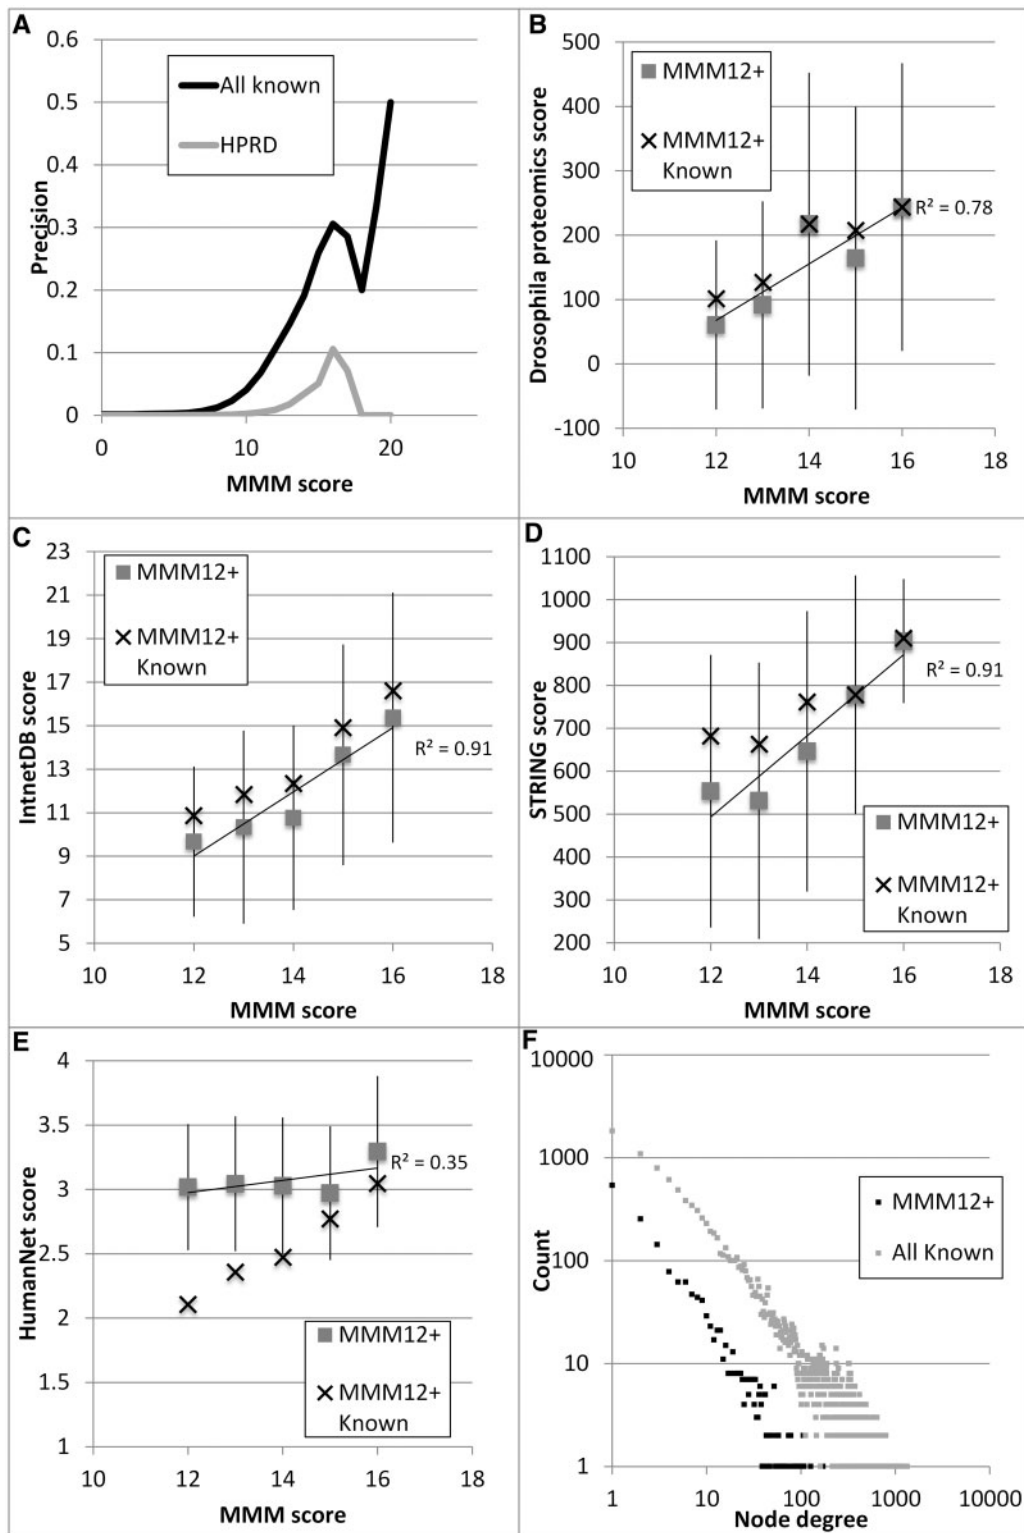 A
0.6
0.5
0.4
0.3
0.2
0.1
0
Precision
All known
HPRD
0
10
20
MMM score
B
500
400
300
200
100
0
-100
Drosophila proteomics score
MMM12+
MMM12+
Known
R² = 0.78
10
12
14
16
18
MMM score
C
23
21
19
17
15
13
11
9
7
5
IntnetDB score
MMM12+
MMM12+
Known
R² = 0.91
10
12
14
16
18
MMM score
D
1100
1000
900
800
700
600
500
400
300
200
STRING score
R² = 0.91
MMM12+
MMM12+
Known
10
12
14
16
18
MMM score
E
4
3.5
3
2.5
2
1.5
1
HumanNet score
R² = 0.35
MMM12+
MMM12+
Known
10
12
14
16
18
MMM score
F
10000
1000
100
10
1
Count
MMM12+
All Known
1
10
100
1000
10000
Node degree